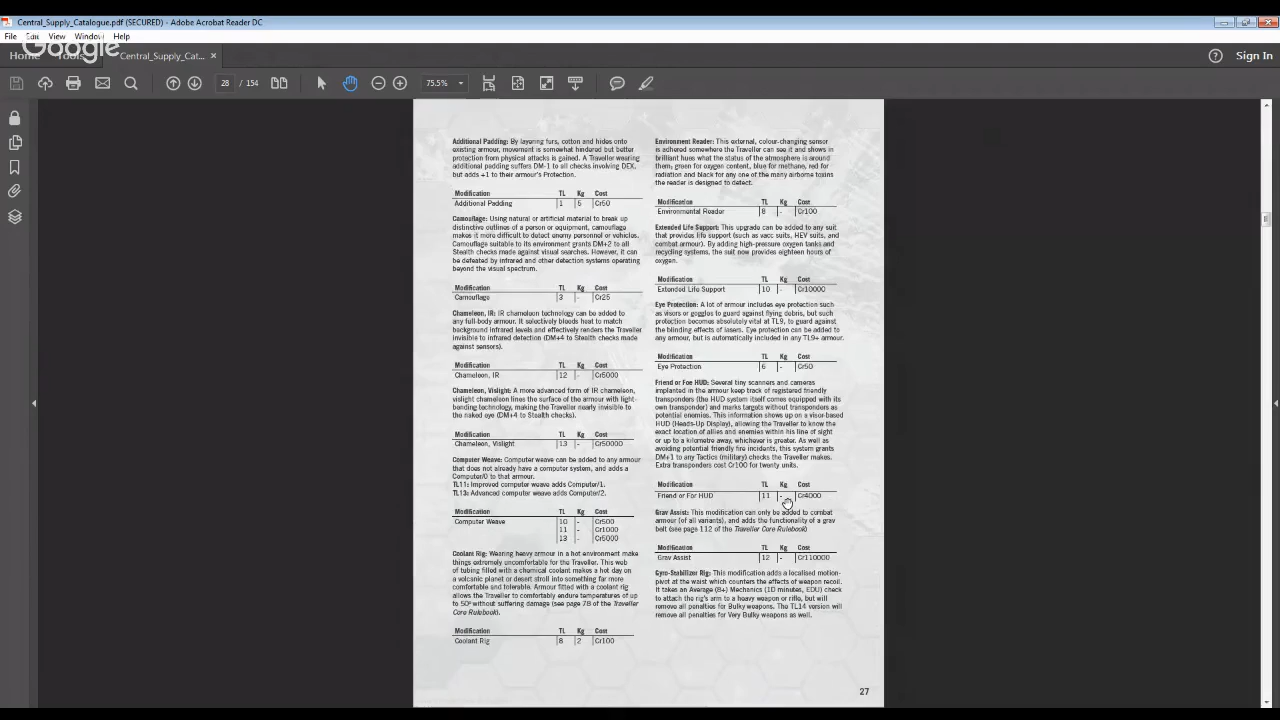 Central_Supply_Catalogue.pdf (SECURED) - Adobe Acrobat Reader DC
File Edit View Window Help
Google
Home Tools Central_Supply_Cat... ×
? Sign In
28 / 154
75.5%
Additional Padding: By layering furs, cotton and hides onto
existing armour, movement is somewhat hindered but better
protection from physical attacks is gained. A Traveller wearing
additional padding suffers DM-1 to all checks involving DEX,
but adds +1 to their armour's Protection.
Modification TL Kg Cost
Additional Padding 1 5 Cr50
Camouflage: Using natural or artificial material to break up
distinctive outlines of a person or equipment, camouflage
makes it more difficult to detect enemy personnel or vehicles.
Camouflage suitable to its environment grants DM+2 to all
Stealth checks made against visual searches. However, it can
be defeated by infrared and other detection systems operating
beyond the visual spectrum.
Modification TL Kg Cost
Camouflage 3 - Cr25
Chameleon, IR: IR chameleon technology can be added to
any full-body armour. It selectively bleeds heat to match
background infrared levels and effectively renders the Traveller
invisible to infrared detection (DM+4 to Stealth checks made
against sensors).
Modification TL Kg Cost
Chameleon, IR 12 - Cr5000
Chameleon, Vislight: A more advanced form of IR chameleon,
vislight chameleon lines the surface of the armour with light-
bending technology, making the Traveller nearly invisible to
the naked eye (DM+4 to Stealth checks).
Modification TL Kg Cost
Chameleon, Vislight 13 - Cr50000
Computer Weave: Computer weave can be added to any armour
that does not already have a computer system, and adds a
Computer/0 to that armour.
TL11: Improved computer weave adds Computer/1.
TL13: Advanced computer weave adds Computer/2.
Modification TL Kg Cost
Computer Weave 10 - Cr500
11 - Cr1000
13 - Cr5000
Coolant Rig: Wearing heavy armour in a hot environment make
things extremely uncomfortable for the Traveller. This web
of tubing filled with a chemical coolant makes a hot day on
a volcanic planet or desert stroll into something far more
comfortable and tolerable. Armour fitted with a coolant rig
allows the Traveller to comfortably endure temperatures of up
to 50º without suffering damage (see page 78 of the Traveller
Core Rulebook).
Modification TL Kg Cost
Coolant Rig 8 2 Cr100
Environment Reader: This external, colour-changing sensor
is adhered somewhere the Traveller can see it and shows in
brilliant hues what the status of the atmosphere is around
them; green for oxygen content, blue for methane, red for
radiation and black for any one of the many airborne toxins
the reader is designed to detect.
Modification TL Kg Cost
Environmental Reader 8 - Cr100
Extended Life Support: This upgrade can be added to any suit
that provides life support (such as vacc suits, HEV suits, and
combat armour). By adding high-pressure oxygen tanks and
recycling systems, the suit now provides eighteen hours of
oxygen.
Modification TL Kg Cost
Extended Life Support 10 - Cr10000
Eye Protection: A lot of armour includes eye protection such
as visors or goggles to guard against flying debris, but such
protection becomes absolutely vital at TL9, to guard against
the blinding effects of lasers. Eye protection can be added to
any armour, but is automatically included in any TL9+ armour.
Modification TL Kg Cost
Eye Protection 6 - Cr50
Friend or Foe HUD: Several tiny scanners and cameras
implanted in the armour keep track of registered friendly
transponders (the HUD system itself comes equipped with its
own transponder) and marks targets without transponders as
potential enemies. This information shows up on a visor-based
HUD (Heads-Up Display), allowing the Traveller to know the
exact location of allies and enemies within his line of sight
or up to a kilometre away, whichever is greater. As well as
avoiding potential friendly fire incidents, this system grants
DM+1 to any Tactics (military) checks the Traveller makes.
Extra transponders cost Cr100 for twenty units.
Modification TL Kg Cost
Friend or For HUD 11 - Cr4000
Grav Assist: This modification can only be added to combat
armour (of all variants), and adds the functionality of a grav
belt (see page 112 of the Traveller Core Rulebook)
Modification TL Kg Cost
Grav Assist 12 - Cr110000
Gyro-Stabilizer Rig: This modification adds a localised motion-
pivot at the waist which counters the effects of weapon recoil.
It takes an Average (8+) Mechanics (1D minutes, EDU) check
to attach the rig's arm to a heavy weapon or rifle, but will
remove all penalties for Bulky weapons. The TL14 version will
remove all penalties for Very Bulky weapons as well.
27